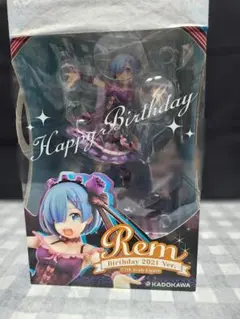 Happy Birthday
Rem
Birthday 2021 Ver.
KADOKAWA